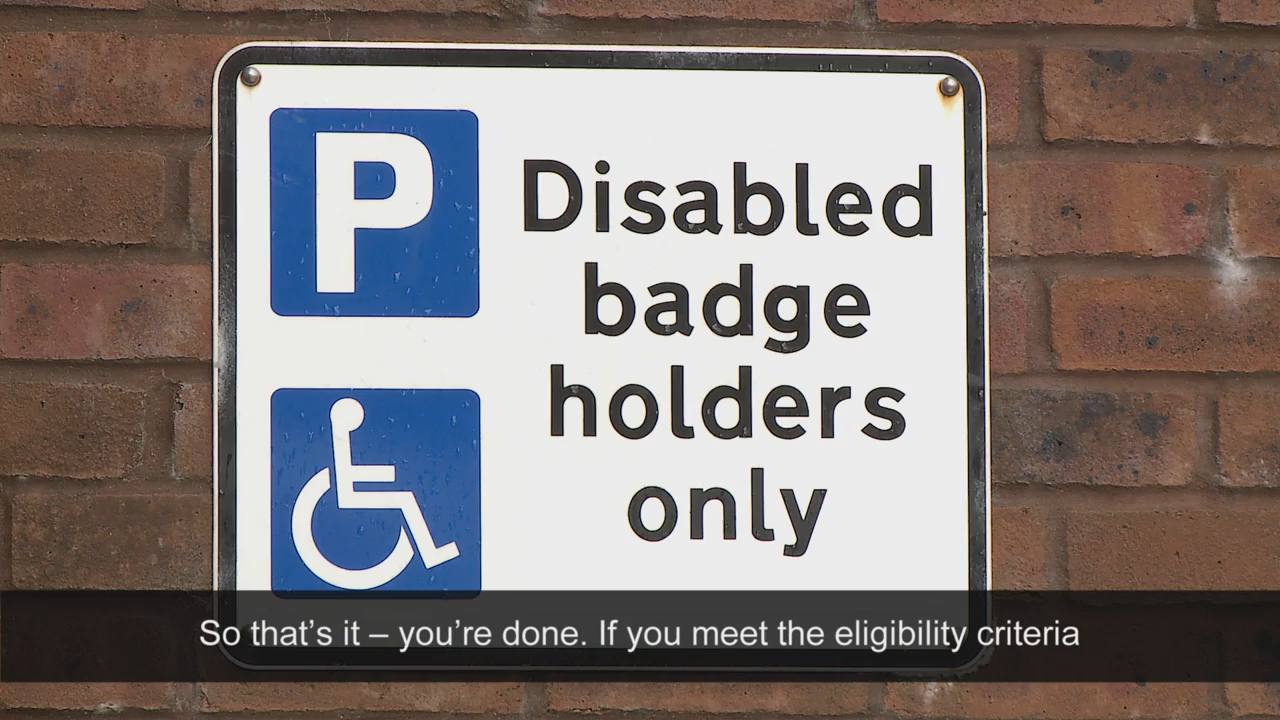 P
Disabled
badge
holders
only
So that's it – you're done. If you meet the eligibility criteria